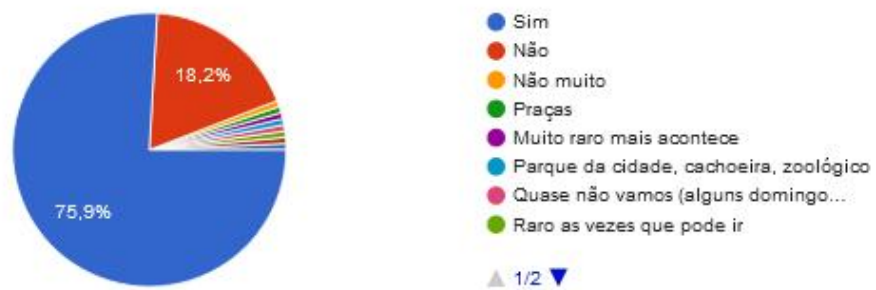 18,2%
75,9%
Sim
Não
Não muito
Praças
Muito raro mais acontece
Parque da cidade, cachoeira, zoológico
Quase não vamos (alguns domingo...
Raro as vezes que pode ir
1/2